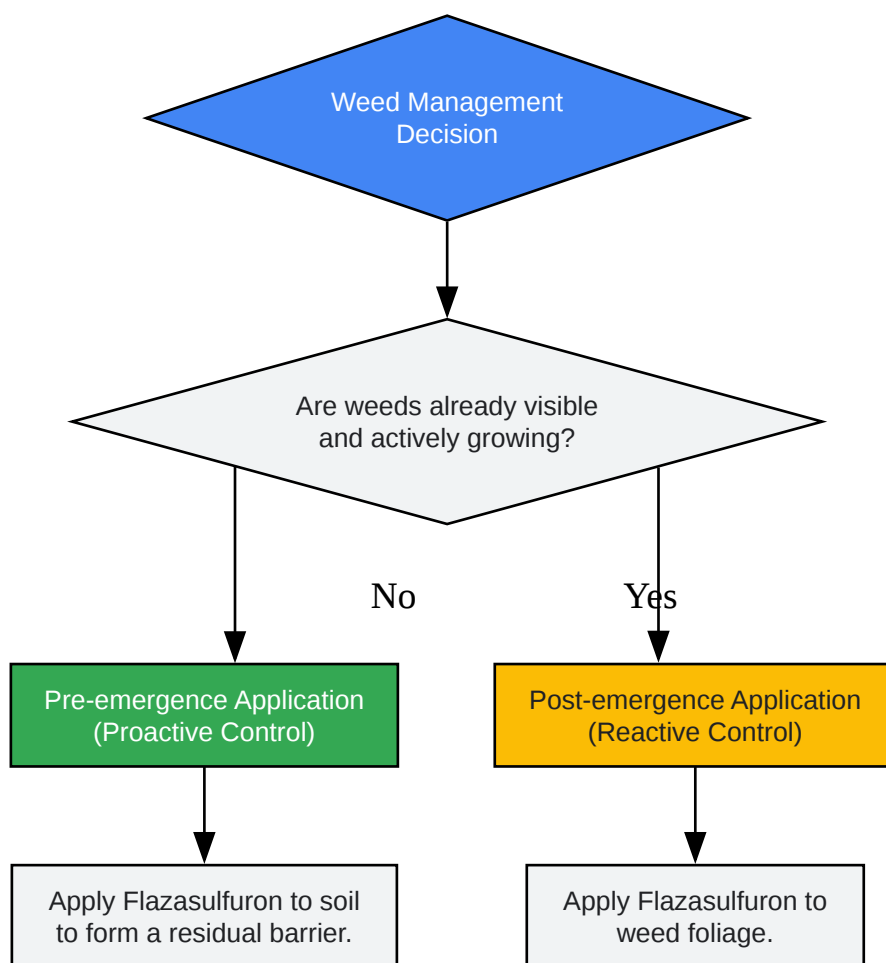 Weed Management
Decision
Are weeds already visible
and actively growing?
No
Yes
Pre-emergence Application
(Proactive Control)
Post-emergence Application
(Reactive Control)
Apply Flazasulfuron to soil
to form a residual barrier.
Apply Flazasulfuron to
weed foliage.